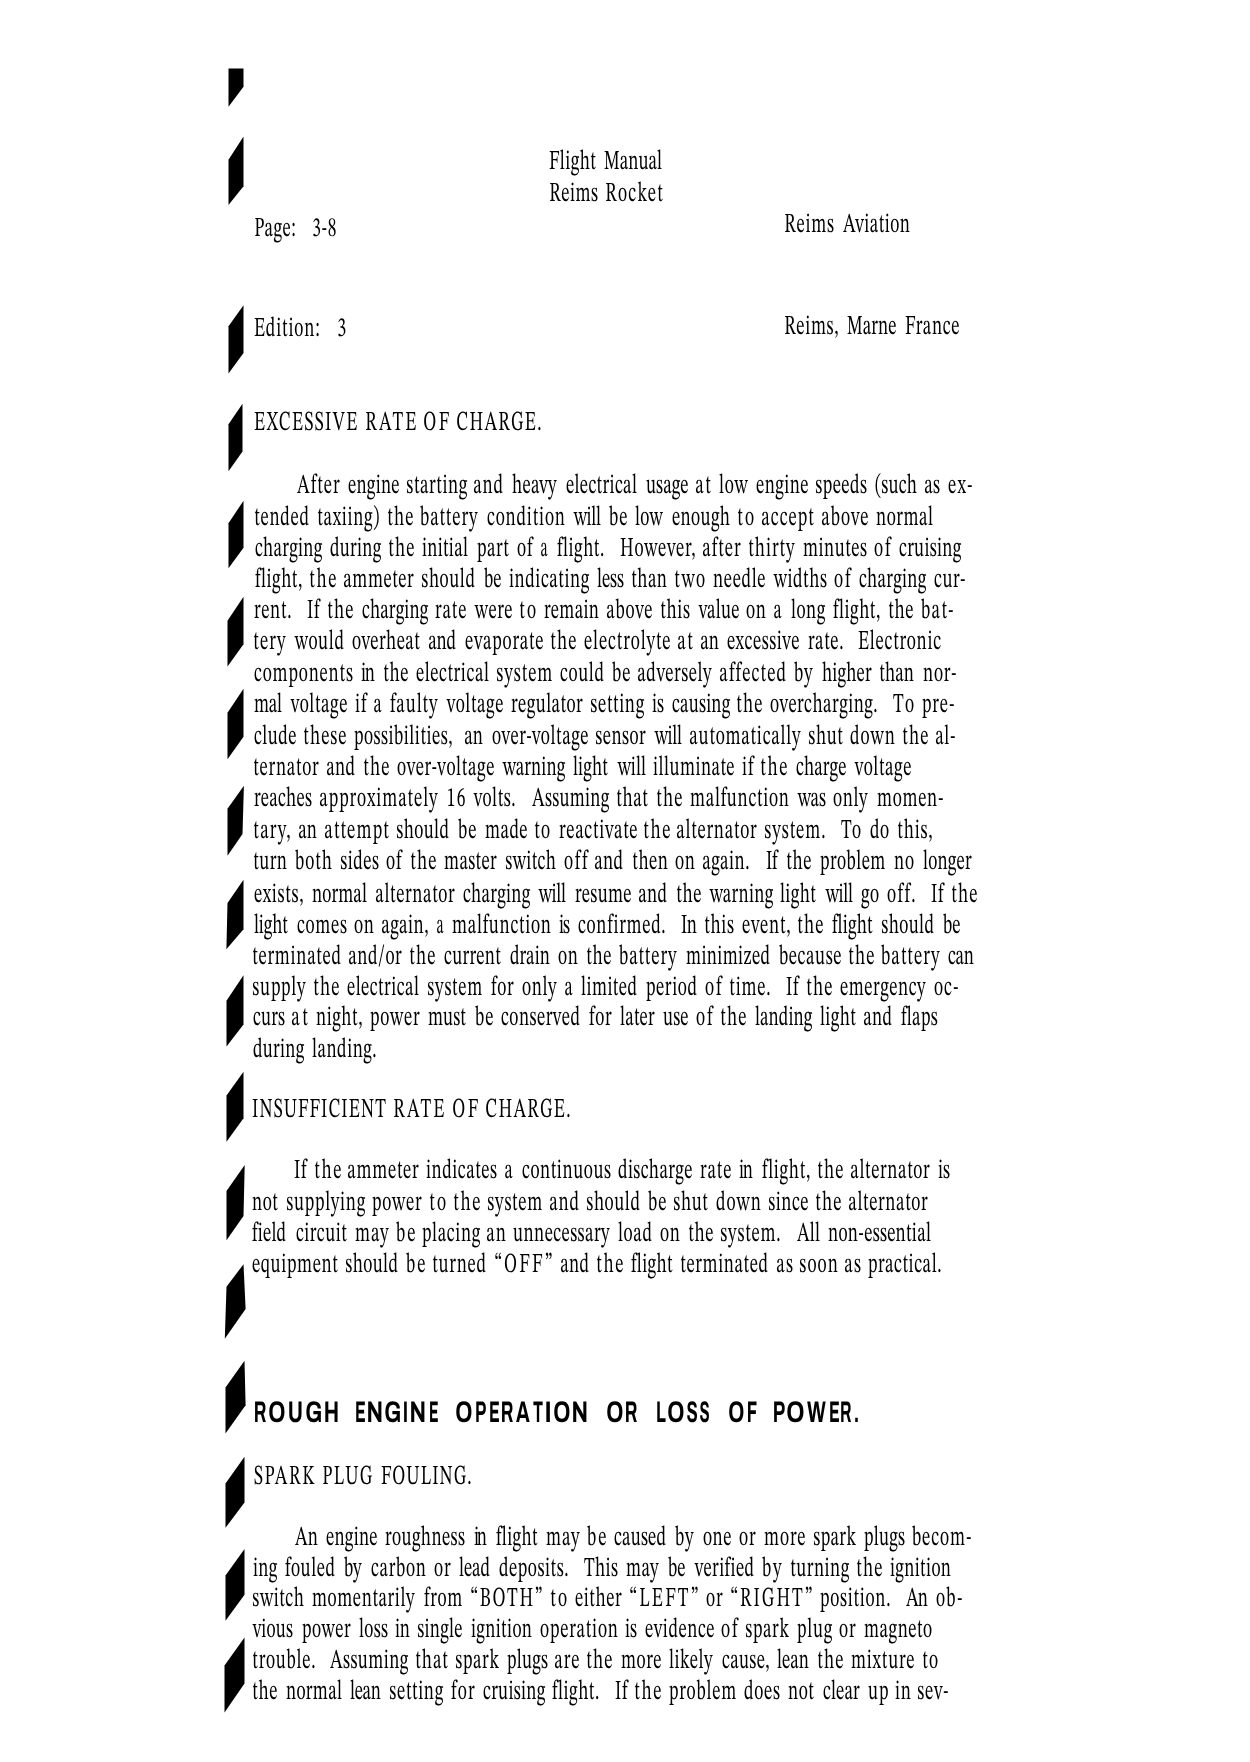 Flight Manual
Reims Rocket
Page: 3-8
Reims Aviation
Edition: 3
Reims, Marne France
EXCESSIVE RATE OF CHARGE.
After engine starting and heavy electrical usage at low engine speeds (such as ex-
tended taxiing) the battery condition will be low enough to accept above normal
charging during the initial part of a flight. However, after thirty minutes of cruising
flight, the ammeter should be indicating less than two needle widths of charging cur-
rent. If the charging rate were to remain above this value on a long flight, the bat-
tery would overheat and evaporate the electrolyte at an excessive rate. Electronic
components in the electrical system could be adversely affected by higher than nor-
mal voltage if a faulty voltage regulator setting is causing the overcharging. To pre-
clude these possibilities, an over-voltage sensor will automatically shut down the al-
ternator and the over-voltage warning light will illuminate if the charge voltage
reaches approximately 16 volts. Assuming that the malfunction was only momen-
tary, an attempt should be made to reactivate the alternator system. To do this,
turn both sides of the master switch off and then on again. If the problem no longer
exists, normal alternator charging will resume and the warning light will go off. If the
light comes on again, a malfunction is confirmed. In this event, the flight should be
terminated and/or the current drain on the battery minimized because the battery can
supply the electrical system for only a limited period of time. If the emergency oc-
curs at night, power must be conserved for later use of the landing light and flaps
during landing.
INSUFFICIENT RATE OF CHARGE.
If the ammeter indicates a continuous discharge rate in flight, the alternator is
not supplying power to the system and should be shut down since the alternator
field circuit may be placing an unnecessary load on the system. All non-essential
equipment should be turned “OFF” and the flight terminated as soon as practical.
ROUGH ENGINE OPERATION OR LOSS OF POWER.
SPARK PLUG FOULING.
An engine roughness in flight may be caused by one or more spark plugs becom-
ing fouled by carbon or lead deposits. This may be verified by turning the ignition
switch momentarily from “BOTH” to either “LEFT” or “RIGHT” position. An ob-
vious power loss in single ignition operation is evidence of spark plug or magneto
trouble. Assuming that spark plugs are the more likely cause, lean the mixture to
the normal lean setting for cruising flight. If the problem does not clear up in sev-